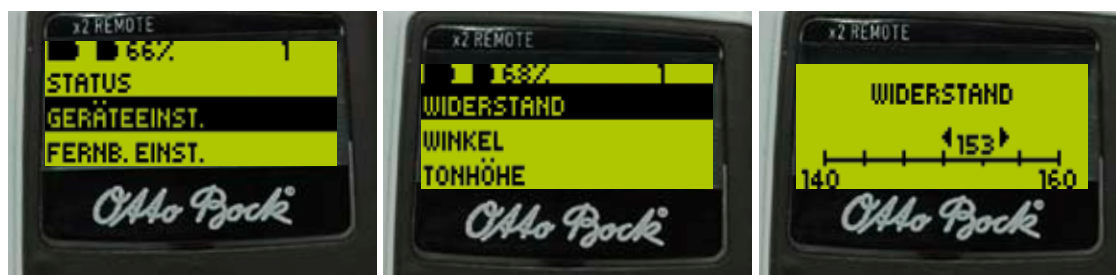 x2 REMOTE
66% 1
STATUS
GERÄTEEINST.
FERNB. EINST.
Otto Bock
x2 REMOTE
68% 1
WIDERSTAND
WINKEL
TONHÖHE
Otto Bock
x2 REMOTE
WIDERSTAND
153
140 160
Otto Bock